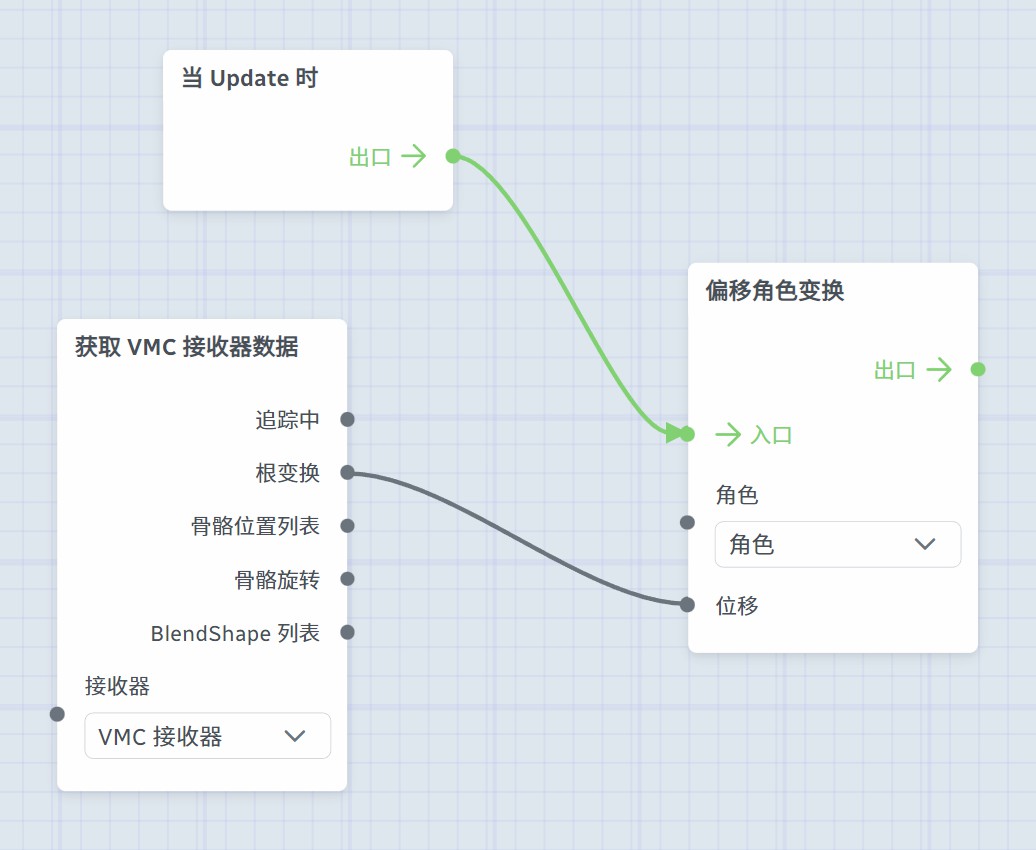 当 Update 时
出口
获取 VMC 接收器数据
追踪中
根变换
骨骼位置列表
骨骼旋转
BlendShape 列表
接收器
VMC 接收器
偏移角色变换
出口
入口
角色
角色
位移